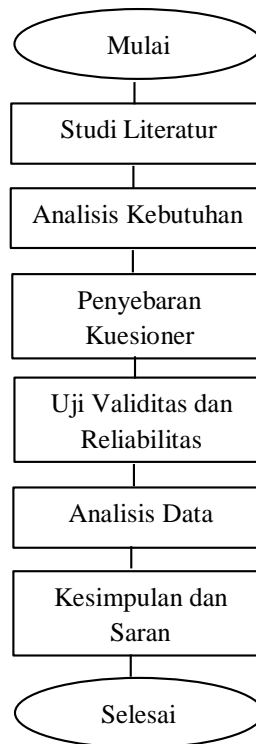 Mulai
Studi Literatur
Analisis Kebutuhan
Penyebaran
Kuesioner
Uji Validitas dan
Reliabilitas
Analisis Data
Kesimpulan dan
Saran
Selesai